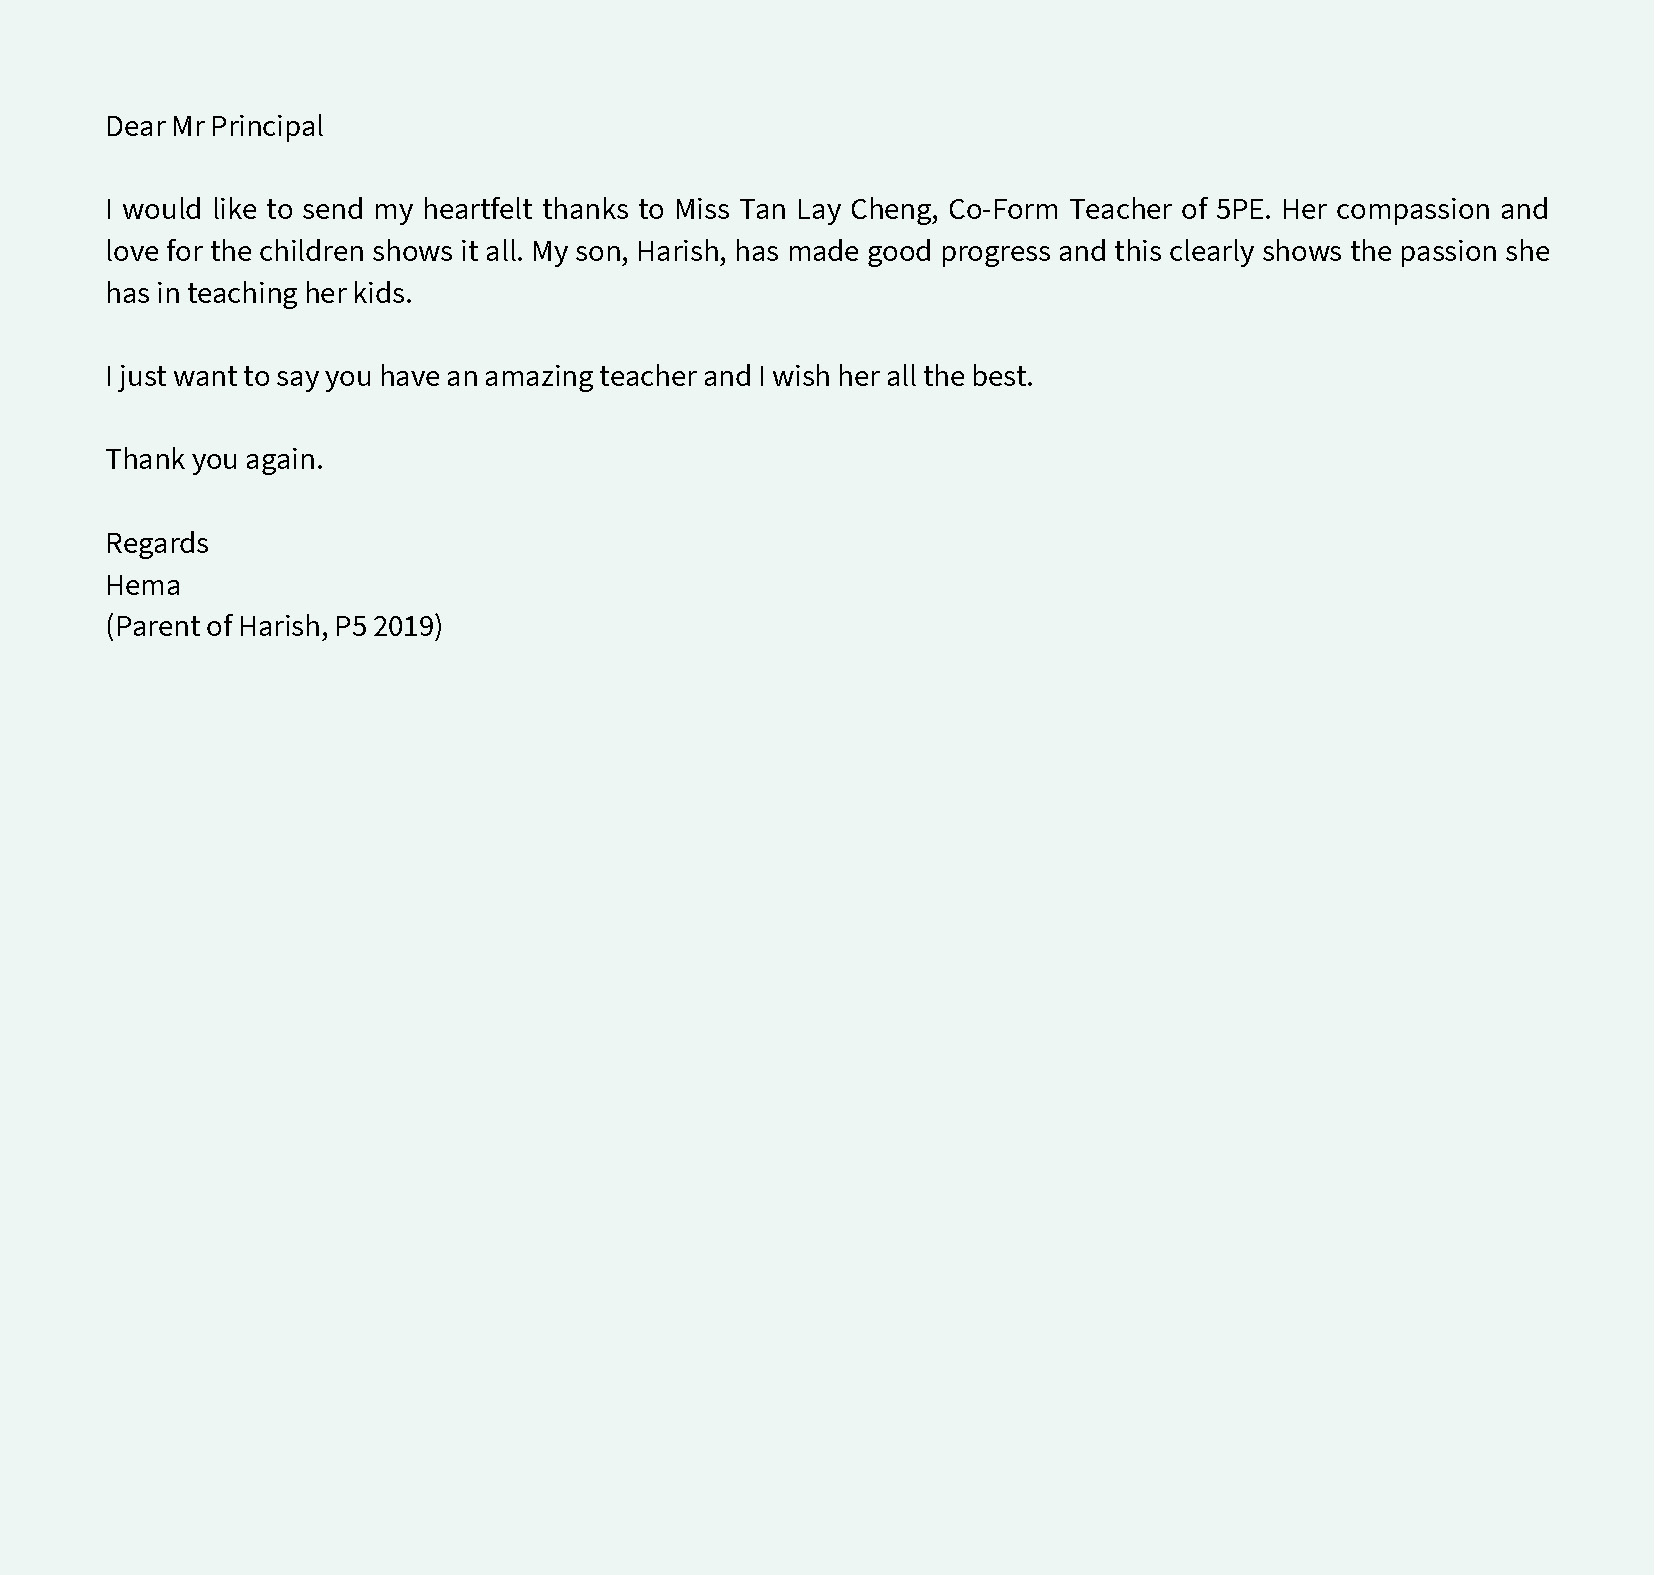 Dear Mr Principal
I would like to send my heartfelt thanks to Miss Tan Lay Cheng, Co-Form Teacher of 5PE. Her compassion and
love for the children shows it all. My son, Harish, has made good progress and this clearly shows the passion she
has in teaching her kids.
I just want to say you have an amazing teacher and I wish her all the best.
Thank you again.
Regards
Hema
(Parent of Harish, P5 2019)